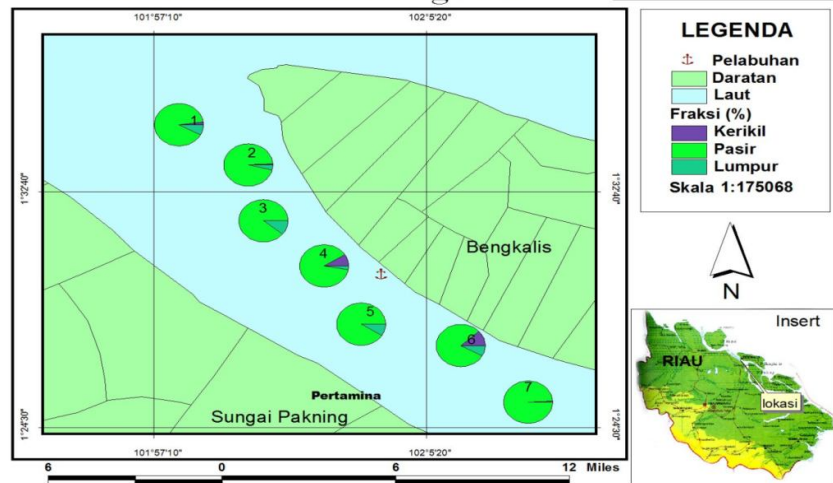 101°57'10"
102°5'20"
1
2
1°32'40"
1°32'40"
3
Bengkalis
4
5
6
Pertamina
7
Sungai Pakning
1°24'30"
1°24'30"
101°57'10"
102°5'20"
6 0 6 12 Miles
LEGENDA
Pelabuhan
Daratan
Laut
Fraksi (%)
Kerikil
Pasir
Lumpur
Skala 1:175068
N
Insert
RIAU
lokasi